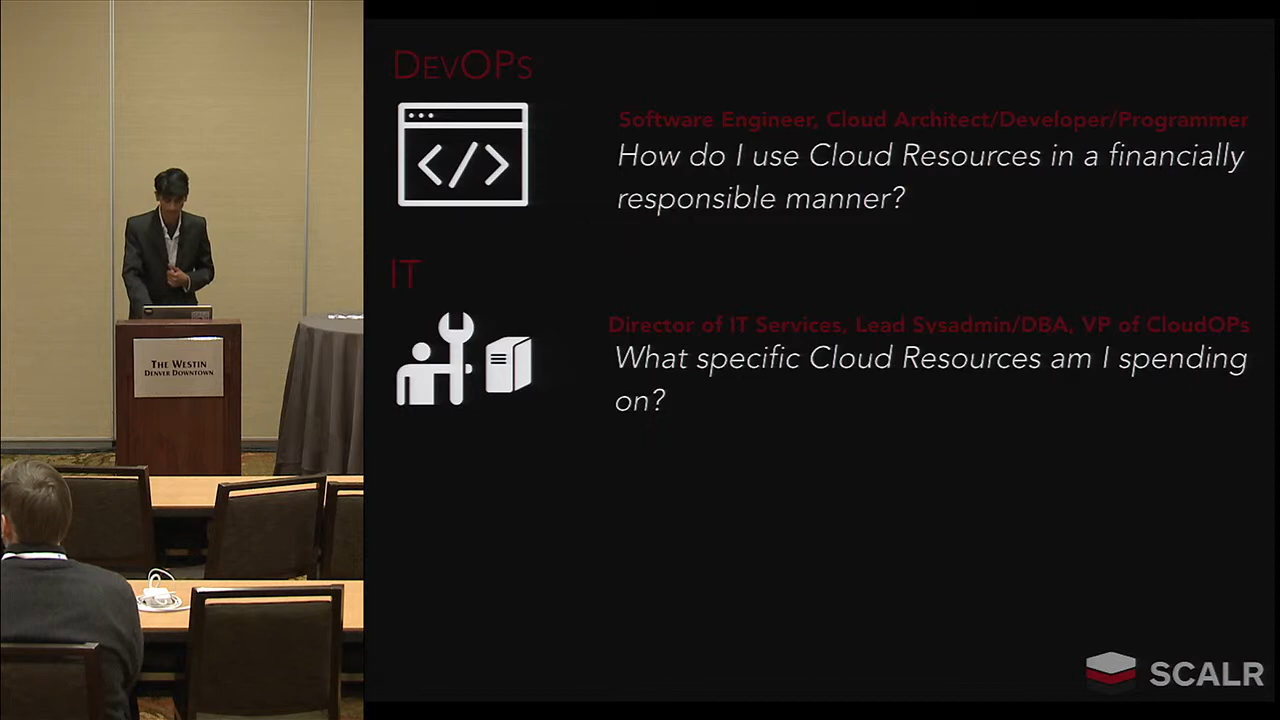 DEVOPS
Software Engineer, Cloud Architect/Developer/Programmer
How do I use Cloud Resources in a financially
responsible manner?
IT
Director of IT Services, Lead Sysadmin/DBA, VP of CloudOPs
What specific Cloud Resources am I spending
on?
THE WESTIN
DENVER DOWNTOWN
SCALR